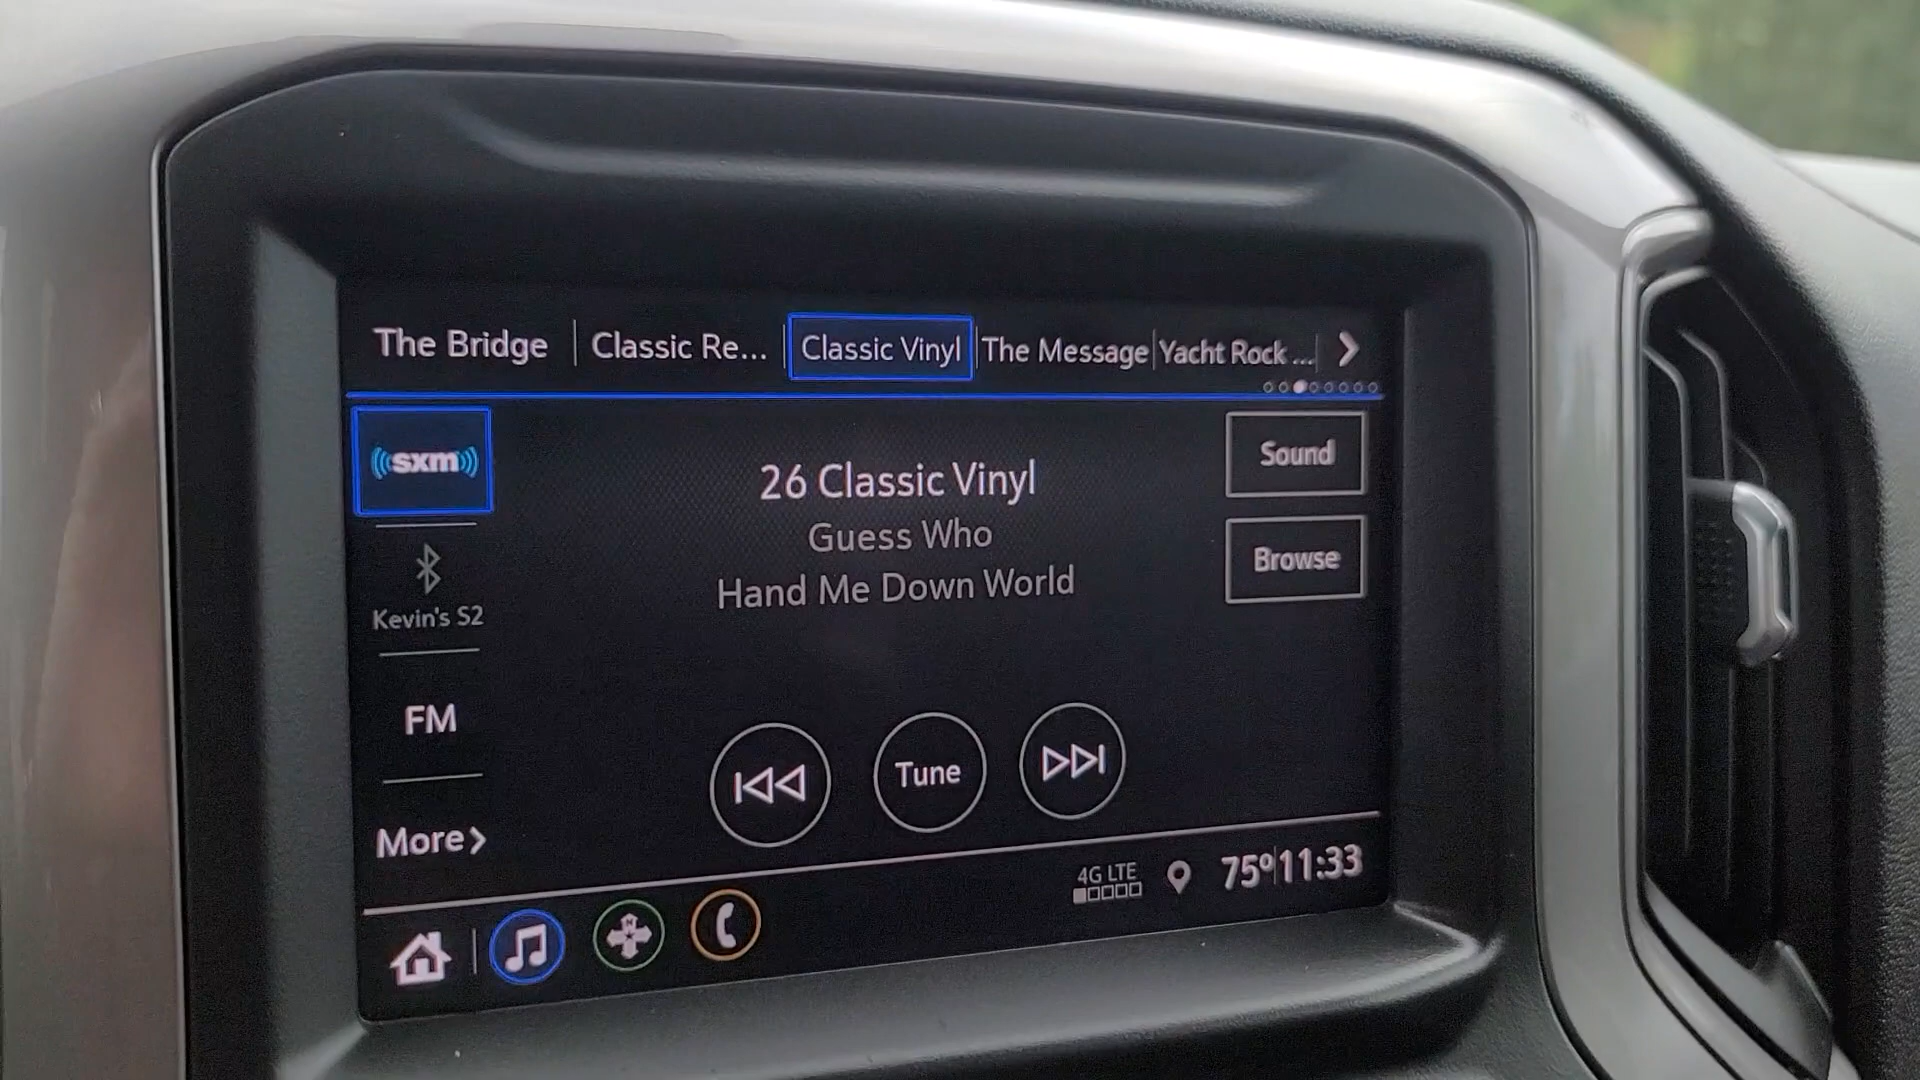 The Bridge
Classic Re...
Classic Vinyl
The Message
Yacht Rock ...
sxm
Sound
26 Classic Vinyl
Guess Who
Browse
Hand Me Down World
Kevin's S2
FM
Tune
More
4G LTE
75° 11:33